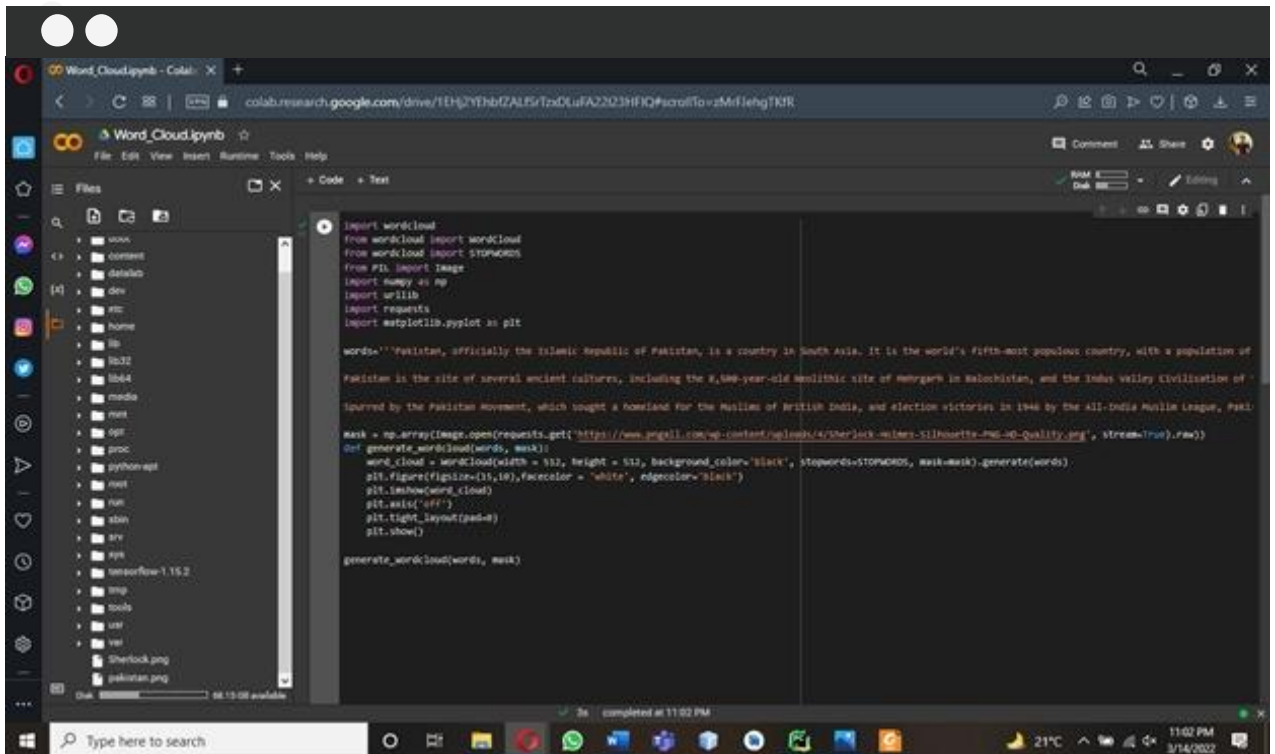 Word_Cloud.ipynb - Colab
colab.research.google.com/drive/
Word_Cloud.ipynb
File Edit View Insert Runtime Tools Help
Comment Share
Files
+ Code + Text
RAM
Disk
Editing
content
datalab
dev
etc
home
lib
lib32
lib64
media
mnt
opt
proc
python-apt
root
run
sbin
srv
sys
tensorflow-1.15.2
tmp
tools
usr
var
Sherlock.png
pakistan.png
Disk 68.13 GB available
import wordcloud
from wordcloud import WordCloud
from wordcloud import STOPWORDS
from PIL import Image
import numpy as np
import urllib
import requests
import matplotlib.pyplot as plt
words='''Pakistan, officially the Islamic Republic of Pakistan, is a country in South Asia. It is the world's fifth-most populous country, with a population of
Pakistan is the site of several ancient cultures, including the 8,500-year-old Neolithic site of Mehrgarh in Balochistan, and the Indus Valley Civilisation of
Spurred by the Pakistan Movement, which sought a homeland for the Muslims of British India, and election victories in 1946 by the All-India Muslim League, Paki
mask = np.array(Image.open(requests.get('https://www.pngall.com/wp-content/uploads/4/Sherlock-Holmes-Silhouette-PNG-HD-Quality.png', stream=True).raw))
def generate_wordcloud(words, mask):
word_cloud = WordCloud(width = 512, height = 512, background_color='black', stopwords=STOPWORDS, mask=mask).generate(words)
plt.figure(figsize=(15,10),facecolor = 'white', edgecolor='black')
plt.imshow(word_cloud)
plt.axis('off')
plt.tight_layout(pad=0)
plt.show()
generate_wordcloud(words, mask)
3s completed at 11:02 PM
Type here to search
21°C
11:02 PM
3/14/2022